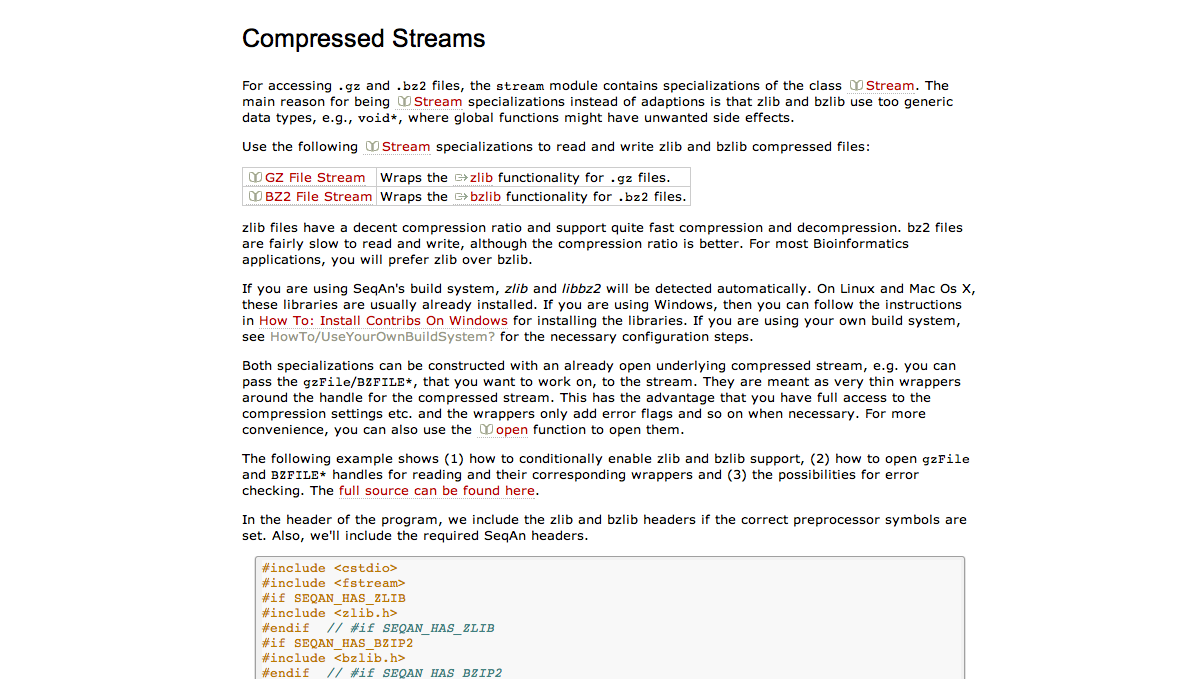 Compressed Streams
For accessing .gz and .bz2 files, the stream module contains specializations of the class Stream. The
main reason for being Stream specializations instead of adaptions is that zlib and bzlib use too generic
data types, e.g., void*, where global functions might have unwanted side effects.
Use the following Stream specializations to read and write zlib and bzlib compressed files:
GZ File Stream Wraps the zlib functionality for .gz files.
BZ2 File Stream Wraps the bzlib functionality for .bz2 files.
zlib files have a decent compression ratio and support quite fast compression and decompression. bz2 files
are fairly slow to read and write, although the compression ratio is better. For most Bioinformatics
applications, you will prefer zlib over bzlib.
If you are using SeqAn's build system, zlib and libbz2 will be detected automatically. On Linux and Mac Os X,
these libraries are usually already installed. If you are using Windows, then you can follow the instructions
in How To: Install Contribs On Windows for installing the libraries. If you are using your own build system,
see HowTo/UseYourOwnBuildSystem? for the necessary configuration steps.
Both specializations can be constructed with an already open underlying compressed stream, e.g. you can
pass the gzFile/BZFILE*, that you want to work on, to the stream. They are meant as very thin wrappers
around the handle for the compressed stream. This has the advantage that you have full access to the
compression settings etc. and the wrappers only add error flags and so on when necessary. For more
convenience, you can also use the open function to open them.
The following example shows (1) how to conditionally enable zlib and bzlib support, (2) how to open gzFile
and BZFILE* handles for reading and their corresponding wrappers and (3) the possibilities for error
checking. The full source can be found here.
In the header of the program, we include the zlib and bzlib headers if the correct preprocessor symbols are
set. Also, we'll include the required SeqAn headers.
#include <cstdio>
#include <fstream>
#if SEQAN_HAS_ZLIB
#include <zlib.h>
#endif  // #if SEQAN_HAS_ZLIB
#if SEQAN_HAS_BZIP2
#include <bzlib.h>
#endif  // #if SEQAN_HAS_BZIP2